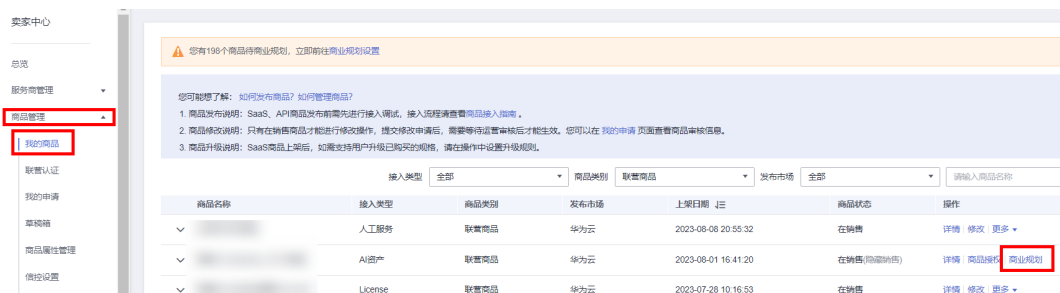 卖家中心
总览
服务商管理
商品管理
我的商品
联营认证
我的申请
草稿箱
商品属性管理
信控设置
您有198个商品待商业规划，立即前往商业规划设置
您可能想了解： 如何发布商品？如何管理商品？
1. 商品发布说明：SaaS、API商品发布前需先进行接入调试，接入流程请查看商品接入指南 。
2. 商品修改说明：只有在销售商品才能进行修改操作，提交修改申请后，需要等待运营审核后才能生效。您可以在 我的申请 页面查看商品审核信息。
3. 商品升级说明：SaaS商品上架后，如需支持用户升级已购买的规格，请在操作中设置升级规则。
接入类型 全部 商品类别 联营商品 发布市场 全部 请输入商品名称
商品名称 接入类型 商品类别 发布市场 上架日期 商品状态 操作
人工服务 联营商品 华为云 2023-08-08 20:55:32 在销售 详情 修改 更多
AI资产 联营商品 华为云 2023-08-01 16:41:20 在销售(隐藏销售) 详情 商品授权 商业规划
License 联营商品 华为云 2023-07-28 10:16:53 在销售 详情 修改 更多